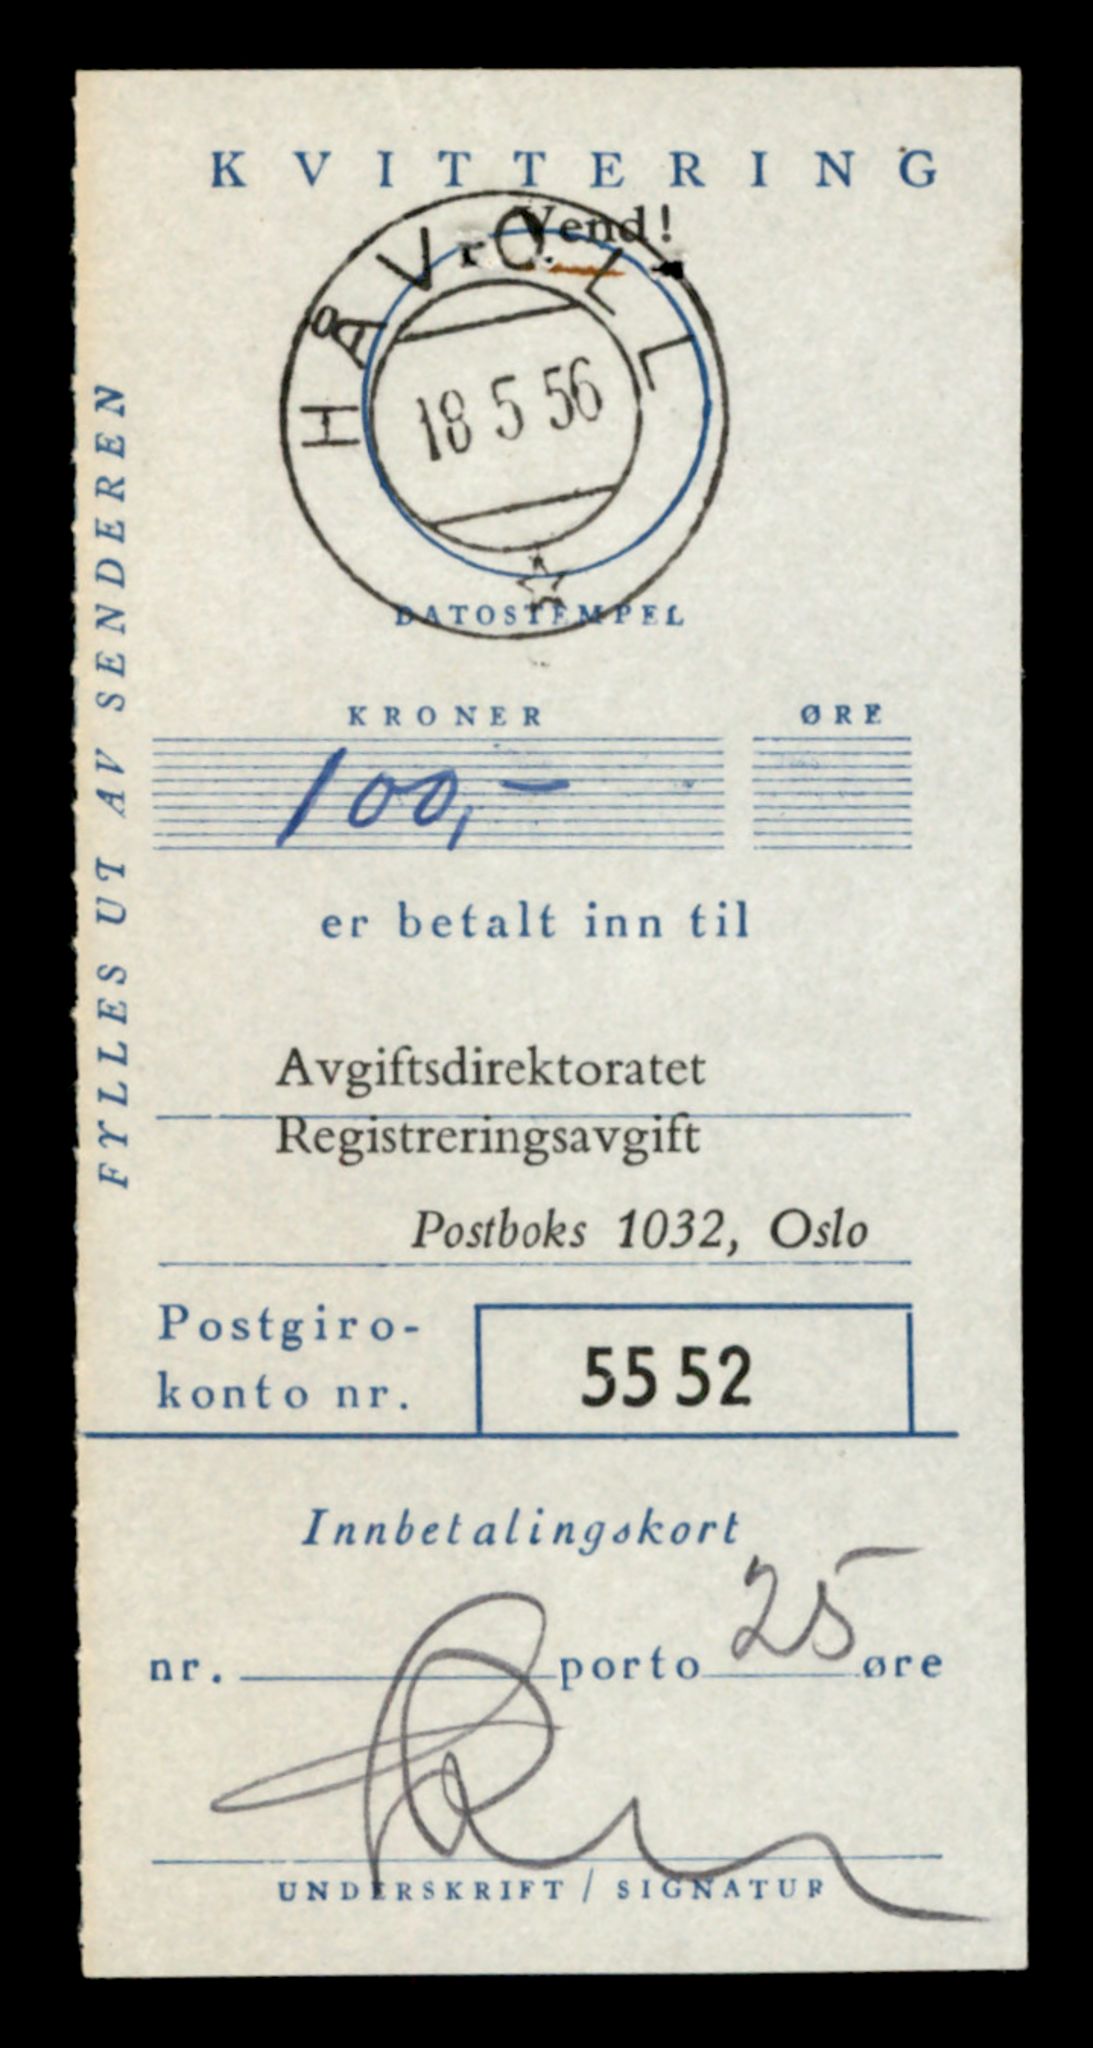 KVITTERING
Vend!
HÅVOLL
18 5 56
DATOSTEMPEL
KRONER ØRE
100,-
er betalt inn til
Avgiftsdirektoratet
Registreringsavgift
Postboks 1032, Oslo
Postgiro-
konto nr. 5552
Innbetalingskort
nr. porto 25 øre
UNDERSKRIFT / SIGNATUR
FYLLES UT AV SENDEREN